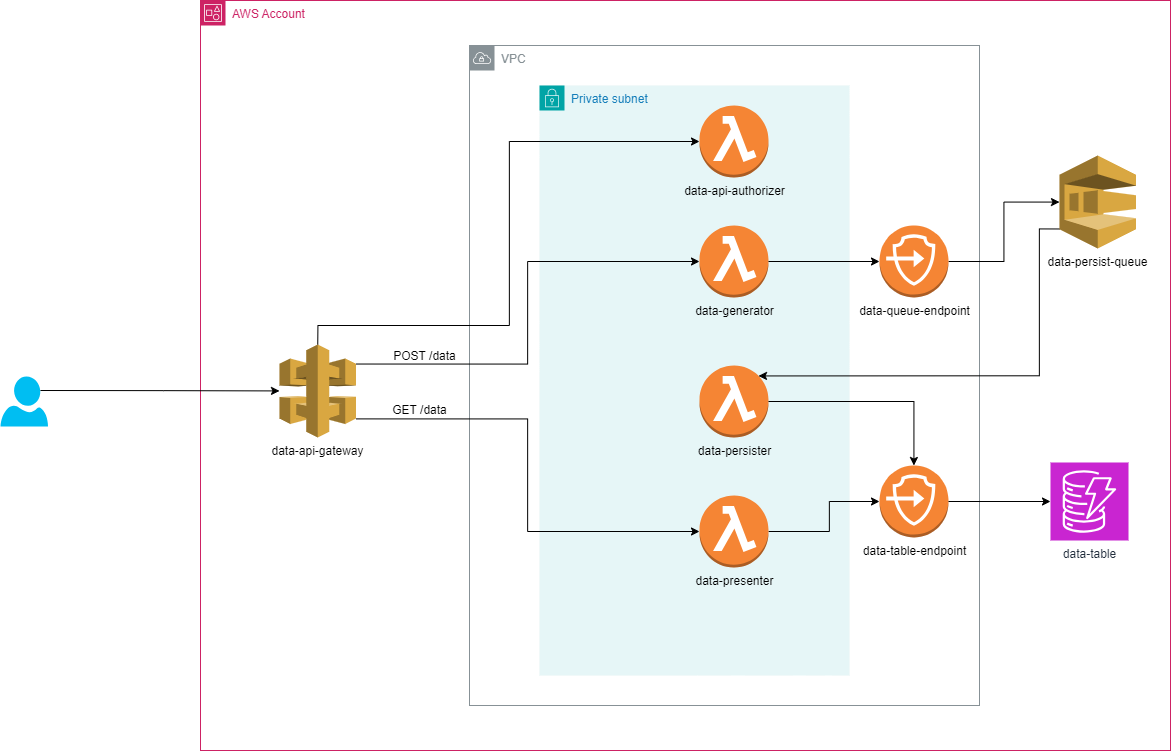 AWS Account
VPC
Private subnet
data-api-authorizer
data-persist-queue
data-generator
data-queue-endpoint
POST /data
GET /data
data-api-gateway
data-persister
data-table-endpoint
data-table
data-presenter